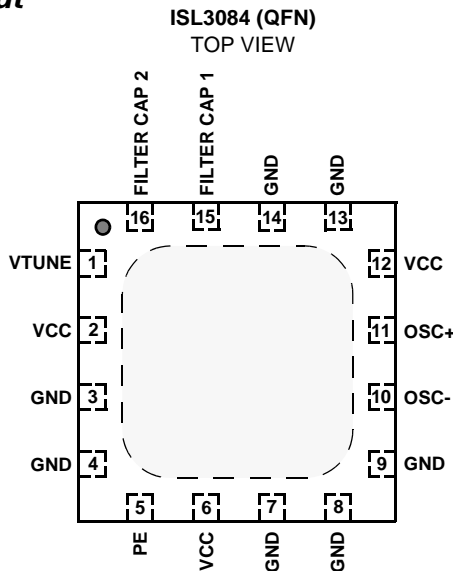 ISL3084 (QFN)
TOP VIEW
FILTER CAP 2
FILTER CAP 1
GND
GND
16
15
14
13
VTUNE 1
12 VCC
VCC 2
11 OSC+
GND 3
10 OSC-
GND 4
9 GND
5
6
7
8
PE
VCC
GND
GND